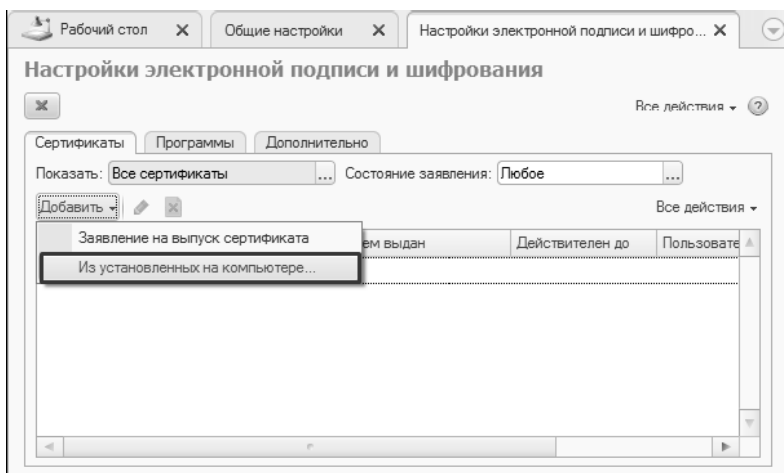 Рабочий стол Общие настройки Настройки электронной подписи и шифро...
Настройки электронной подписи и шифрования
Все действия
Сертификаты Программы Дополнительно
Показать: Все сертификаты ... Состояние заявления: Любое ...
Добавить Все действия
Заявление на выпуск сертификата ем выдан Действителен до Пользовате
Из установленных на компьютере...